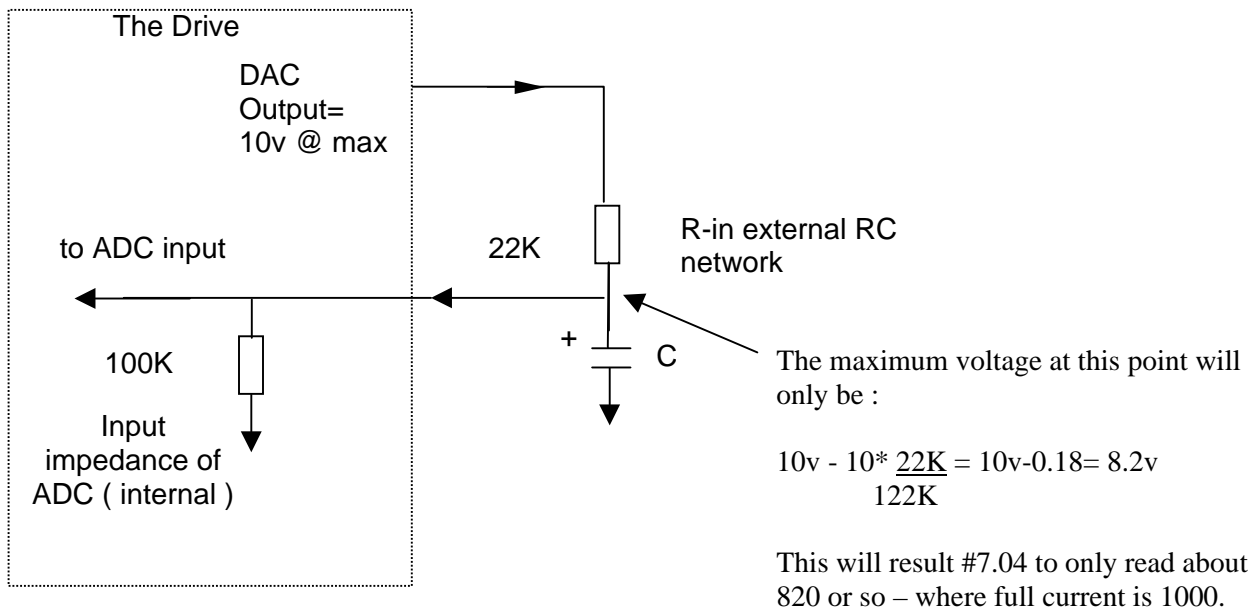 The Drive
DAC
Output=
10v @ max
to ADC input
22K
R-in external RC
network
100K
+
C
Input
impedance of
ADC ( internal )
The maximum voltage at this point will
only be :
10v - 10* 22K = 10v-0.18= 8.2v
122K
This will result #7.04 to only read about
820 or so – where full current is 1000.